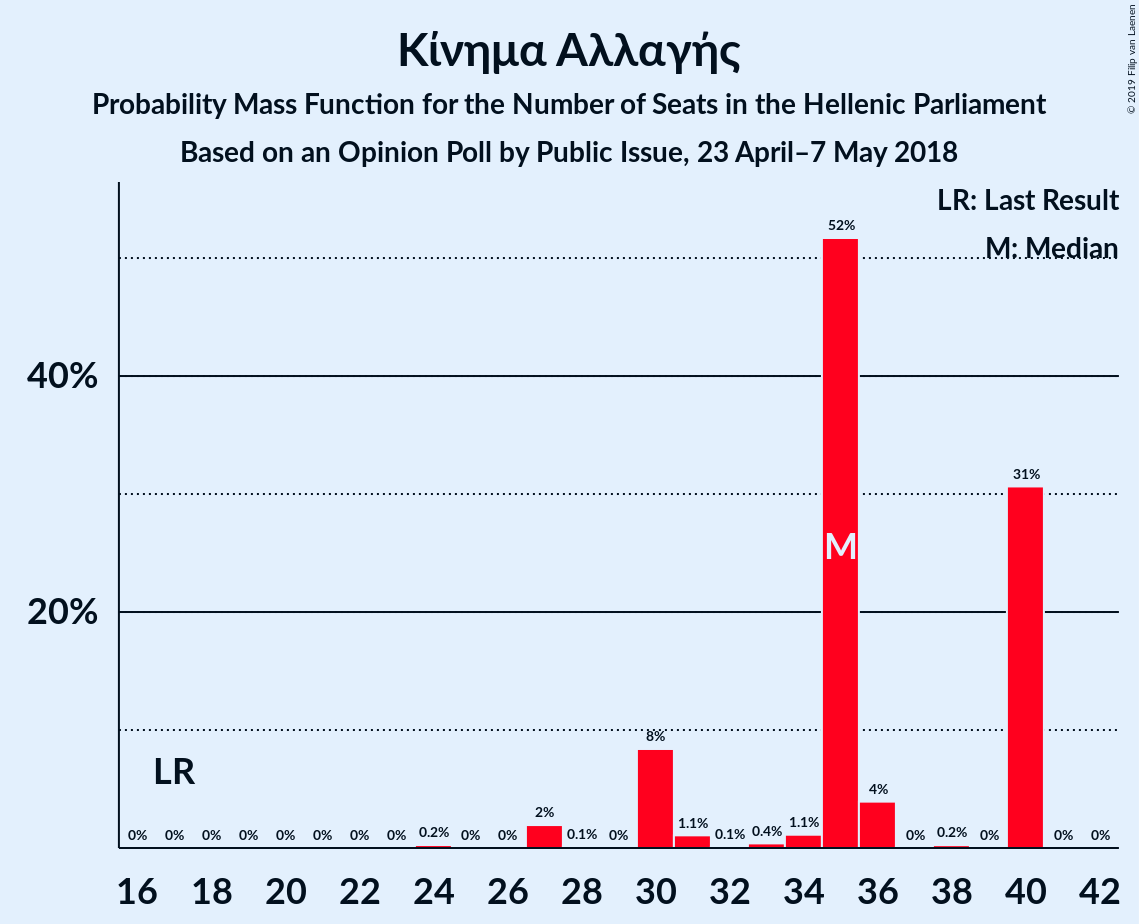 © 2019 Filip van Laenen
Κίνημα Αλλαγής
Probability Mass Function for the Number of Seats in the Hellenic Parliament
Based on an Opinion Poll by Public Issue, 23 April–7 May 2018
LR: Last Result
M: Median
52%
40%
31%
M
20%
8%
LR
4%
2%
0% 0% 0% 0% 0% 0% 0% 0% 0.2% 0% 0% 0.1% 0% 1.1% 0.1% 0.4% 1.1% 0% 0.2% 0% 0% 0%
16 18 20 22 24 26 28 30 32 34 36 38 40 42